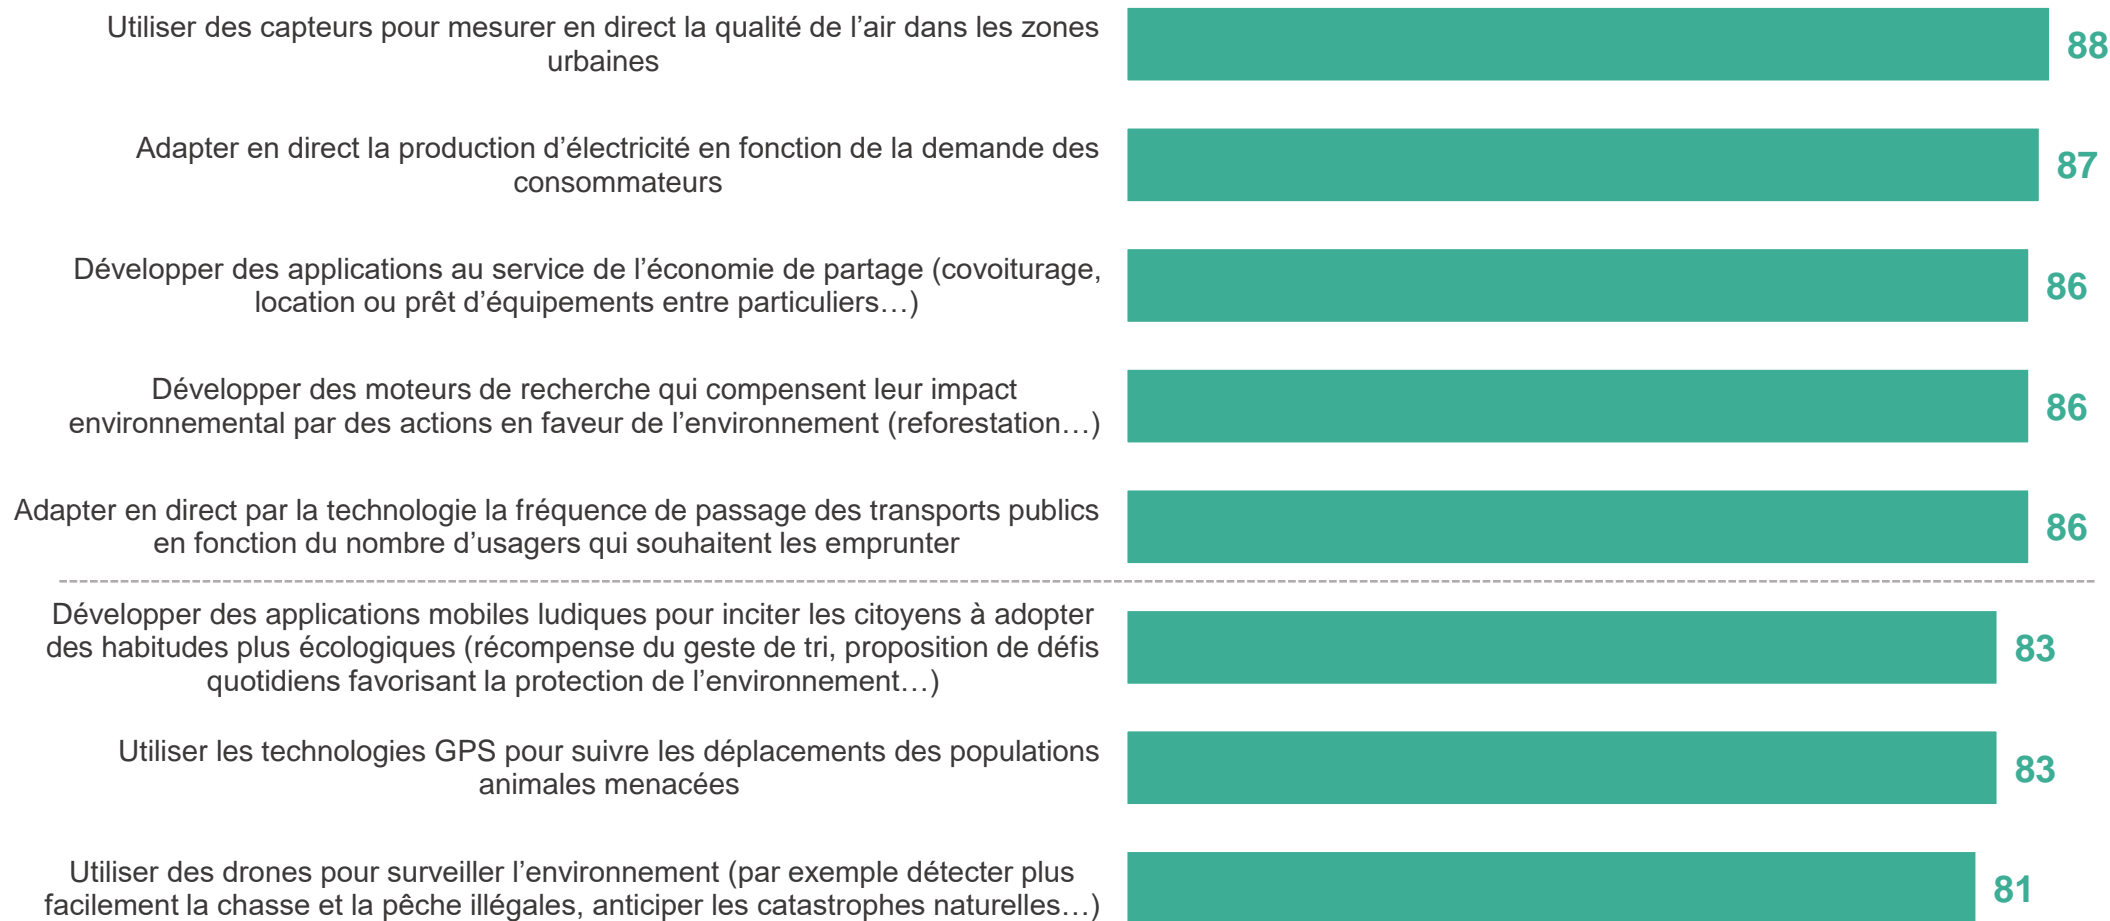 Utiliser des capteurs pour mesurer en direct la qualité de l’air dans les zones
urbaines
88
Adapter en direct la production d’électricité en fonction de la demande des
consommateurs
87
Développer des applications au service de l’économie de partage (covoiturage,
location ou prêt d’équipements entre particuliers…)
86
Développer des moteurs de recherche qui compensent leur impact
environnemental par des actions en faveur de l’environnement (reforestation…)
86
Adapter en direct par la technologie la fréquence de passage des transports publics
en fonction du nombre d’usagers qui souhaitent les emprunter
86
Développer des applications mobiles ludiques pour inciter les citoyens à adopter
des habitudes plus écologiques (récompense du geste de tri, proposition de défis
quotidiens favorisant la protection de l’environnement…)
83
Utiliser les technologies GPS pour suivre les déplacements des populations
animales menacées
83
Utiliser des drones pour surveiller l’environnement (par exemple détecter plus
facilement la chasse et la pêche illégales, anticiper les catastrophes naturelles…)
81